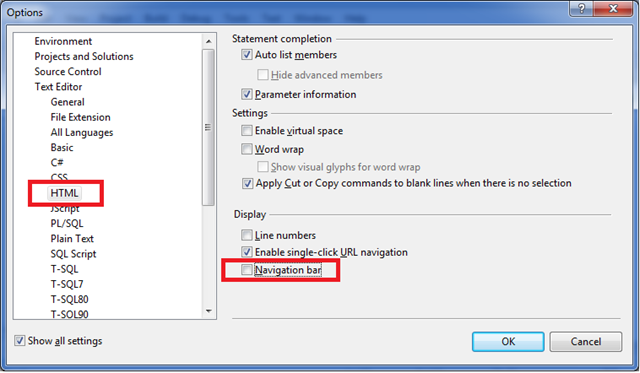 Options
Environment
Projects and Solutions
Source Control
Text Editor
General
File Extension
All Languages
Basic
C#
CSS
HTML
JScript
PL/SQL
Plain Text
SQL Script
T-SQL
T-SQL7
T-SQL80
T-SQL90
Show all settings
Statement completion
Auto list members
Hide advanced members
Parameter information
Settings
Enable virtual space
Word wrap
Show visual glyphs for word wrap
Apply Cut or Copy commands to blank lines when there is no selection
Display
Line numbers
Enable single-click URL navigation
Navigation bar
OK
Cancel